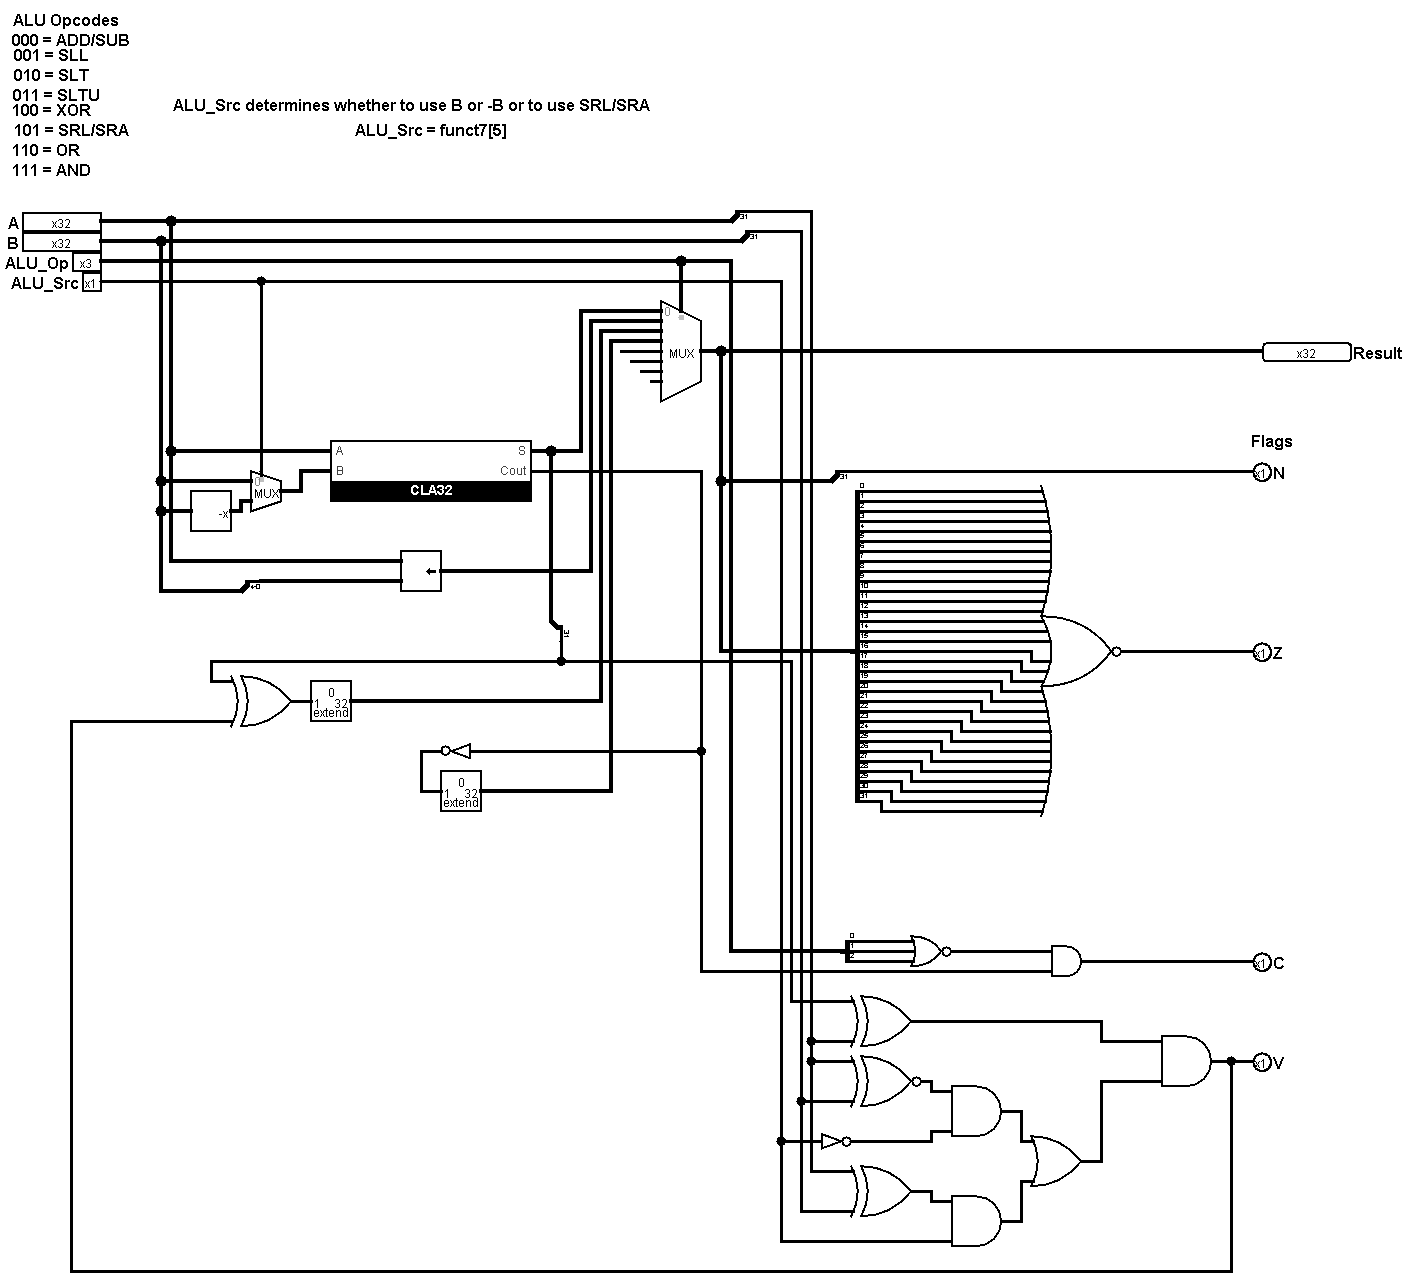 ALU Opcodes
000 = ADD/SUB
001 = SLL
010 = SLT
011 = SLTU
100 = XOR
101 = SRL/SRA
110 = OR
111 = AND
ALU_Src determines whether to use B or -B or to use SRL/SRA
ALU_Src = funct7[5]
A x32
B x32
ALU_Op x3
ALU_Src x1
31
31
0
MUX
x32 Result
Flags
A S
B Cout
CLA32
0
MUX
-x
31
x1 N
4-0
31
0
1
2
3
4
5
6
7
8
9
10
11
12
13
14
15
16
17
18
19
20
21
22
23
24
25
26
27
28
29
30
31
x1 Z
0
1 32
extend
0
1 32
extend
0
1
2
x1 C
x1 V